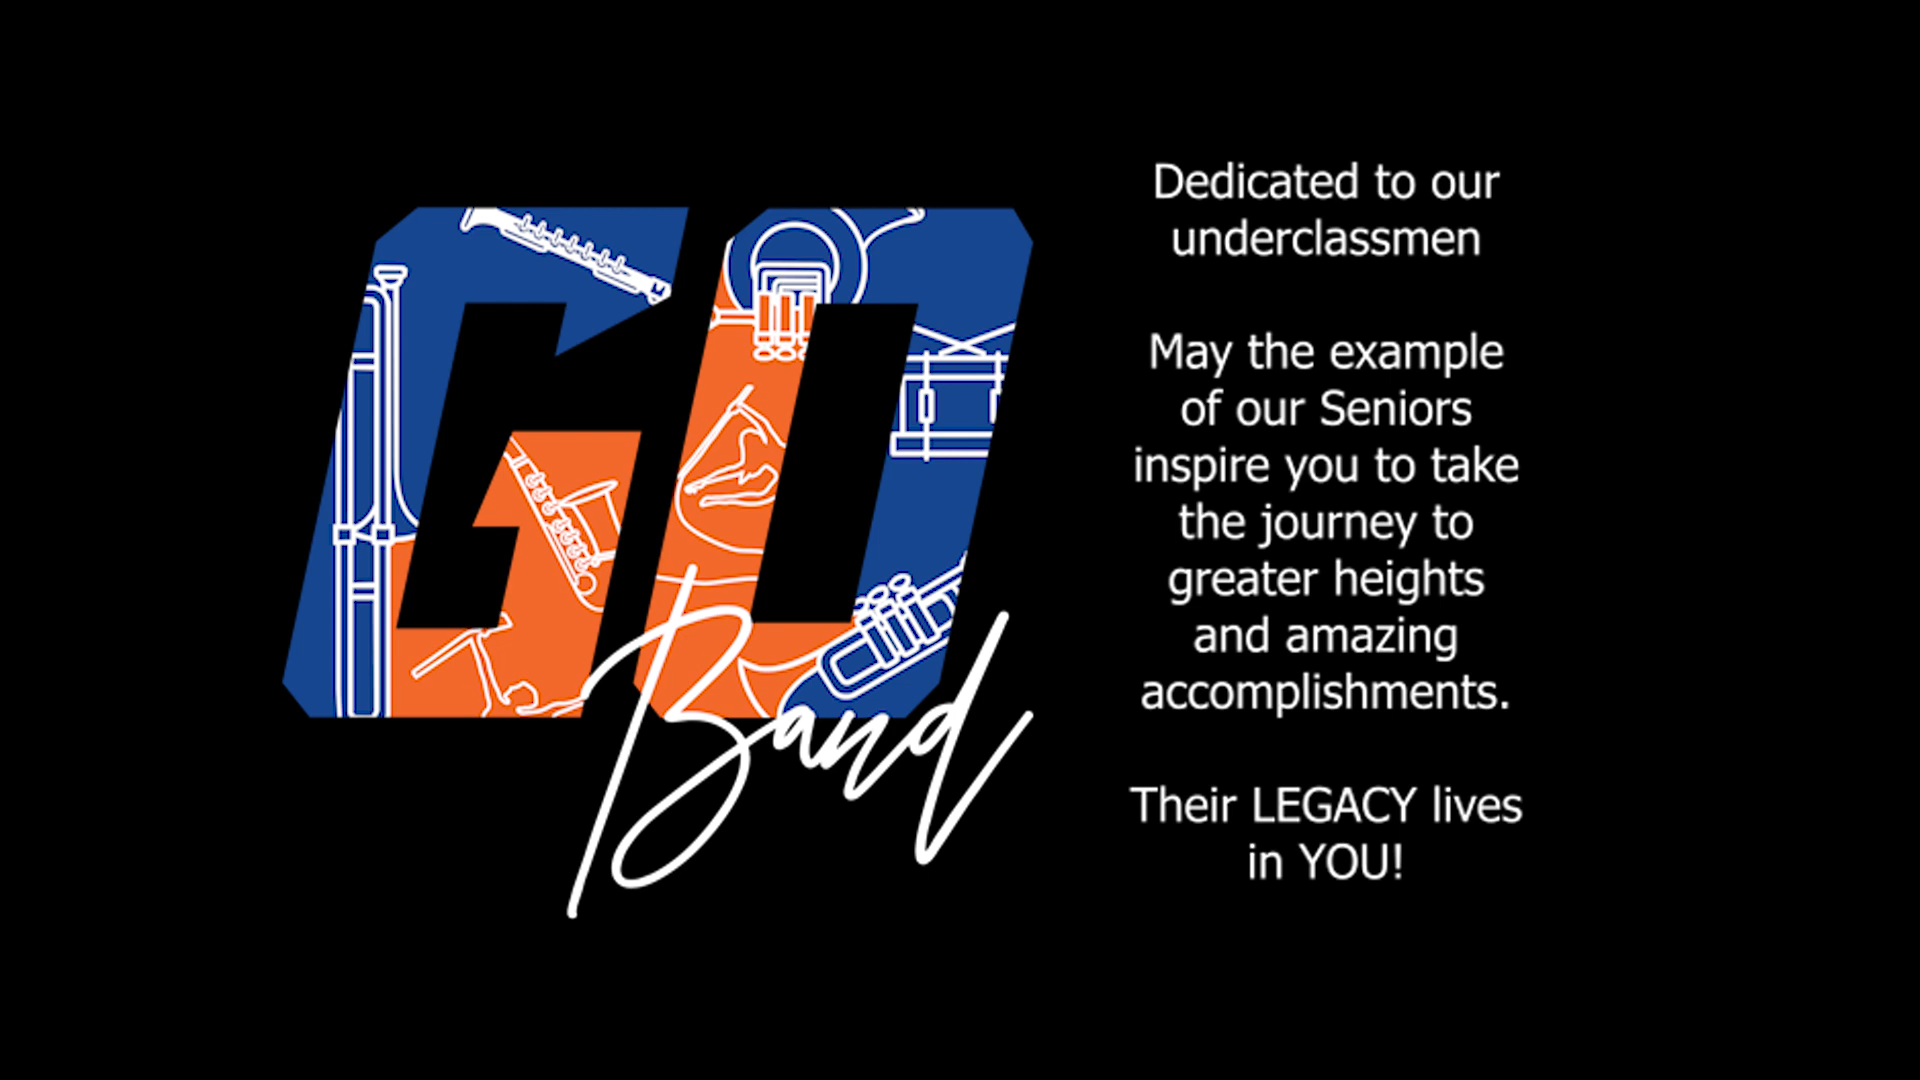 GO
Band
Dedicated to our
underclassmen
May the example
of our Seniors
inspire you to take
the journey to
greater heights
and amazing
accomplishments.
Their LEGACY lives
in YOU!